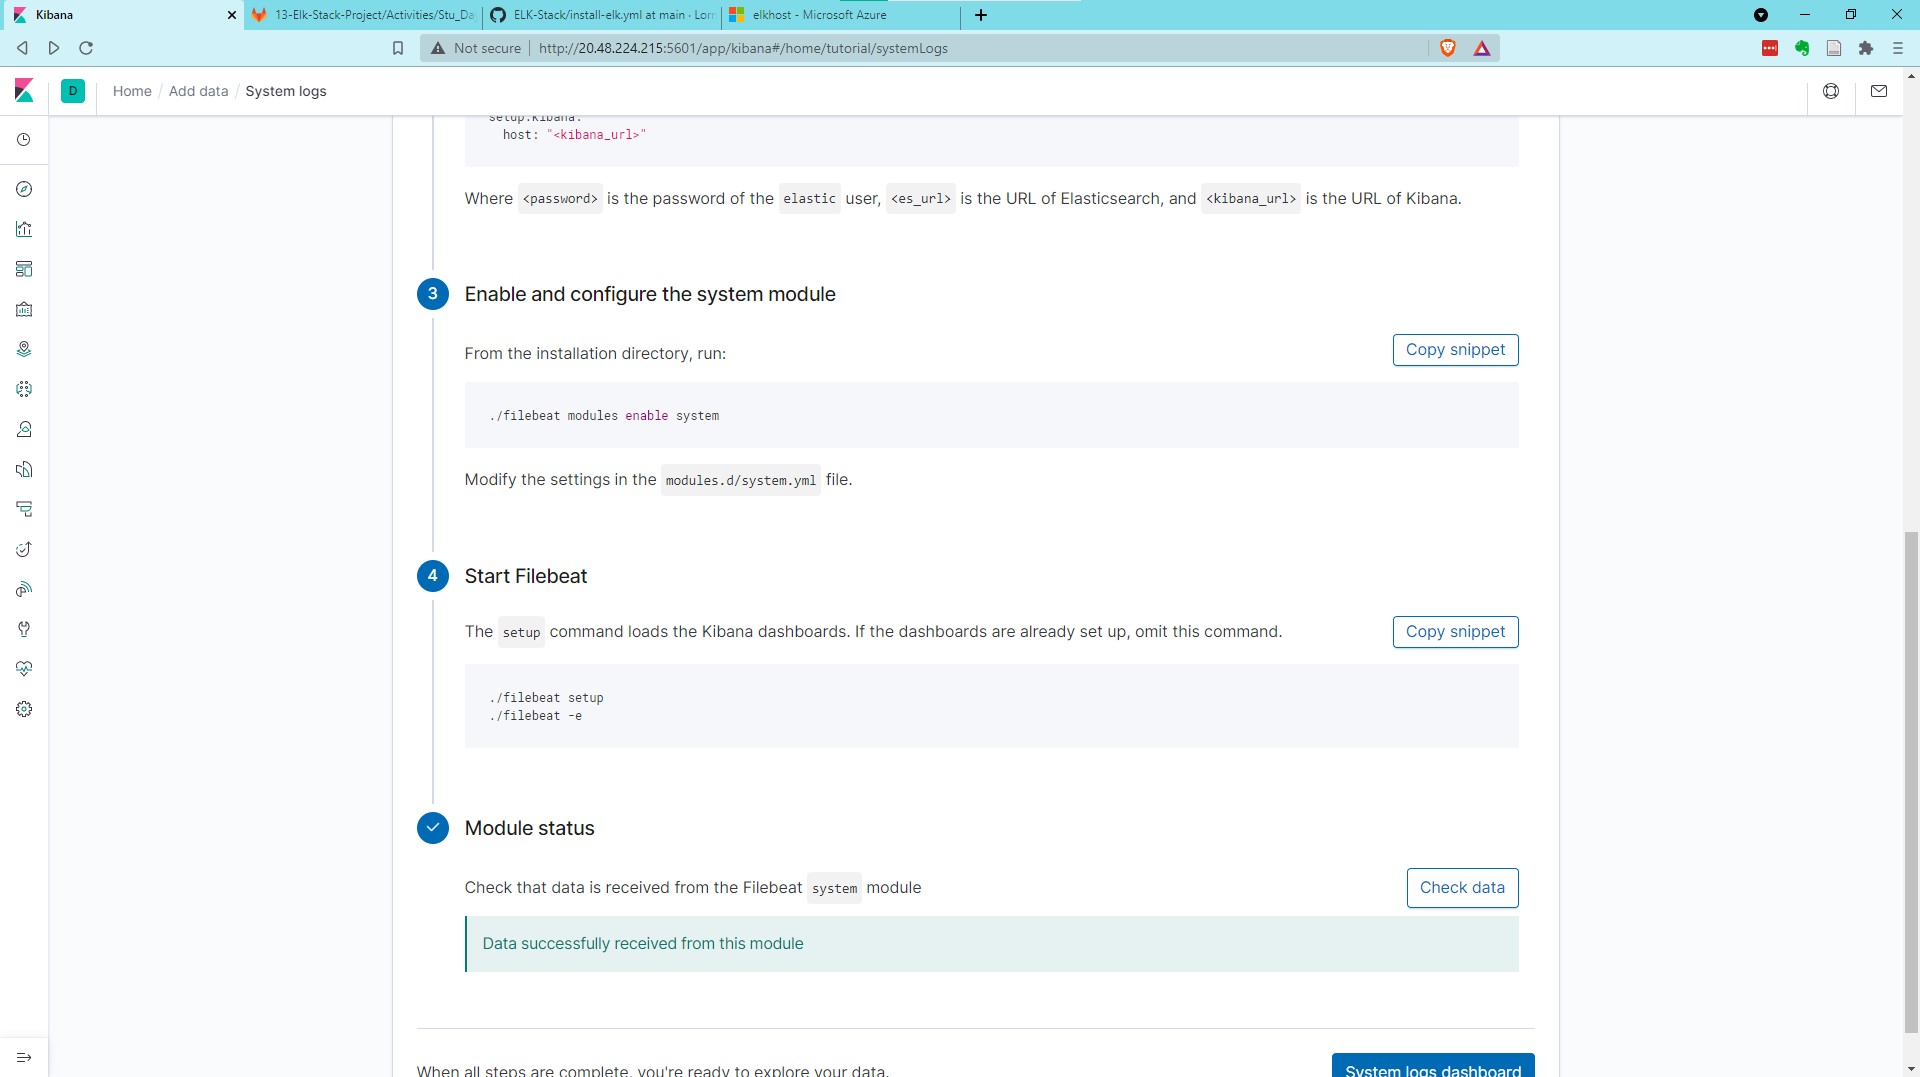 Kibana
13-Elk-Stack-Project/Activities/Stu_Da
ELK-Stack/install-elk.yml at main · Lor
elkhost - Microsoft Azure
Not secure
http://20.48.224.215:5601/app/kibana#/home/tutorial/systemLogs
D
Home / Add data / System logs
setup.kibana:
host: "<kibana_url>"
Where <password> is the password of the elastic user, <es_url> is the URL of Elasticsearch, and <kibana_url> is the URL of Kibana.
3 Enable and configure the system module
From the installation directory, run:
Copy snippet
./filebeat modules enable system
Modify the settings in the modules.d/system.yml file.
4 Start Filebeat
The setup command loads the Kibana dashboards. If the dashboards are already set up, omit this command.
Copy snippet
./filebeat setup
./filebeat -e
Module status
Check that data is received from the Filebeat system module
Check data
Data successfully received from this module
When all steps are complete, you're ready to explore your data.
System logs dashboard